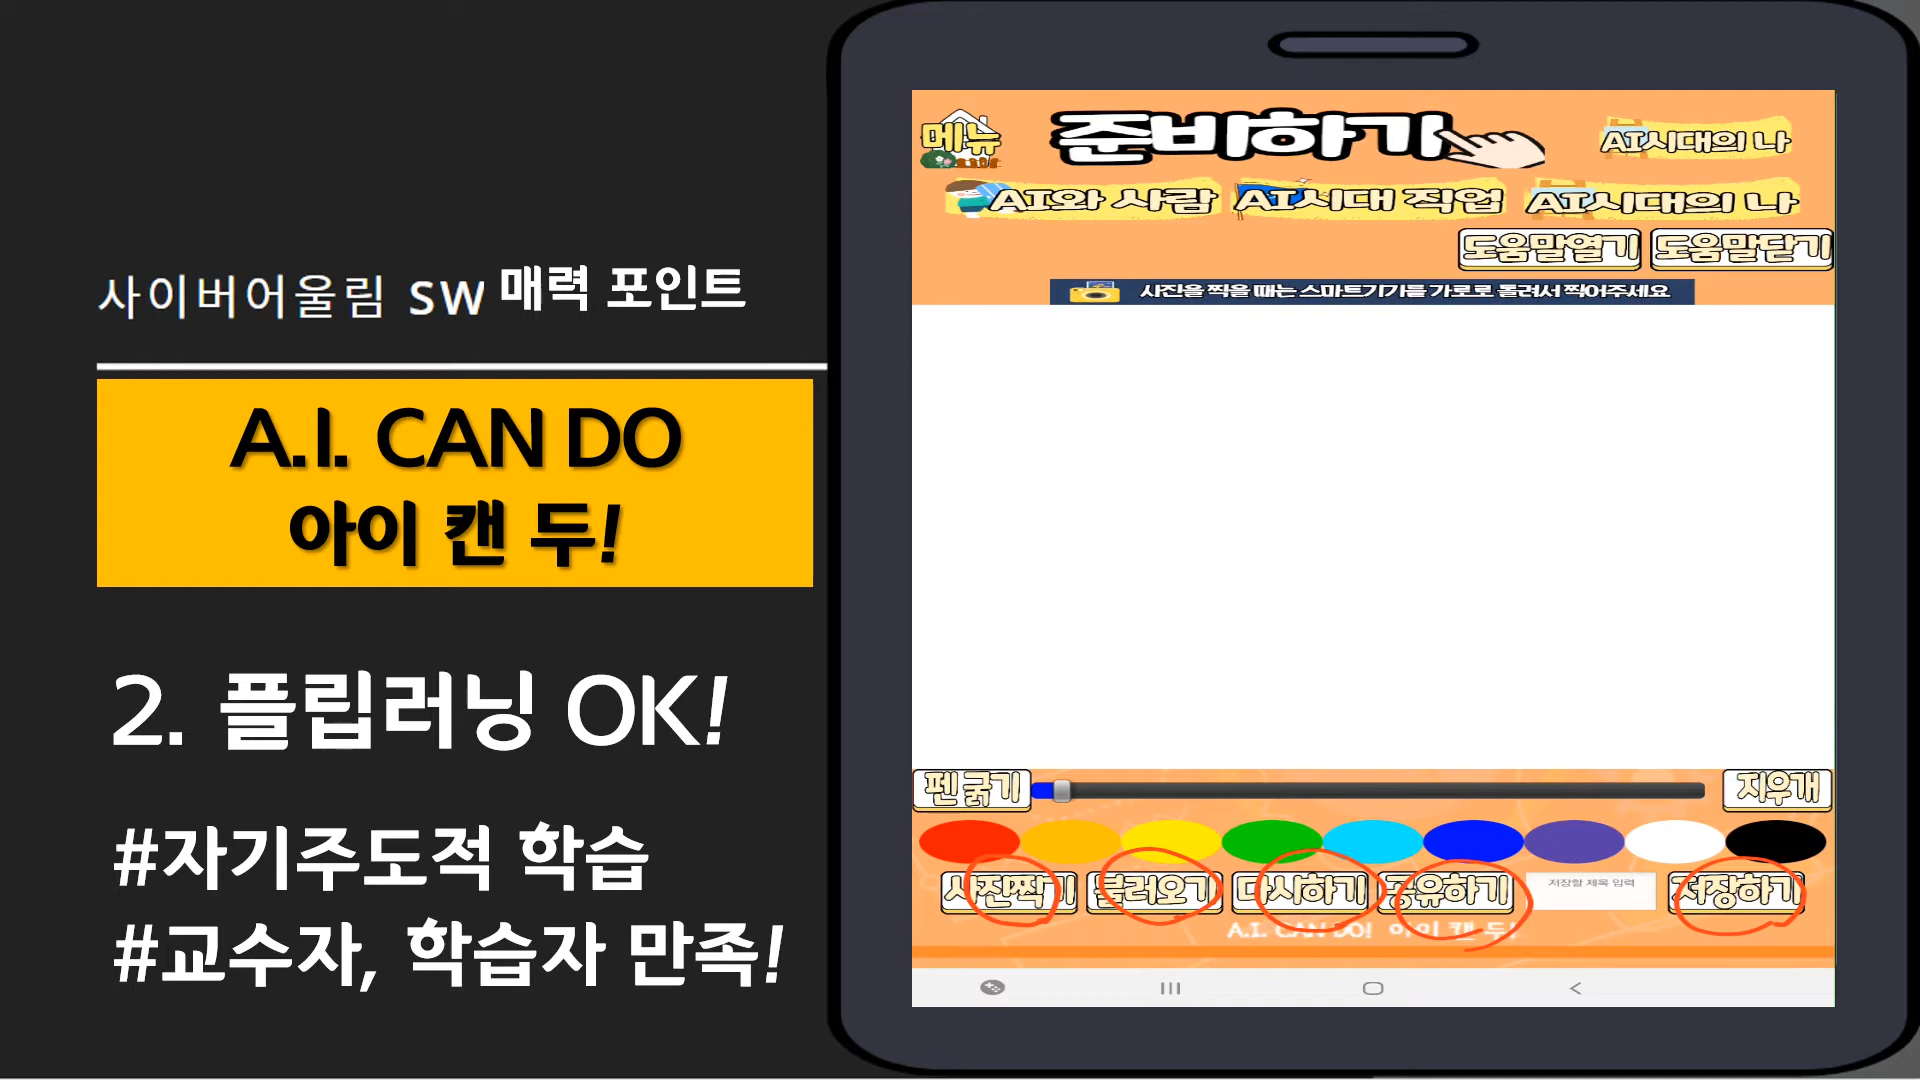 사이버어울림 SW 매력 포인트
A.I. CAN DO
아이 캔 두!
2. 플립러닝 OK!
#자기주도적 학습
#교수자, 학습자 만족!
메뉴
준비하기
AI시대의 나
AI와 사람
AI시대 직업
AI시대의 나
도움말열기
도움말닫기
사진을 찍을 때는 스마트기기를 가로로 돌려서 찍어주세요
펜굵기
지우개
사진찍기
불러오기
다시하기
공유하기
저장할 제목 입력
저장하기
A.I. CAN DO! 아이 캔 두!